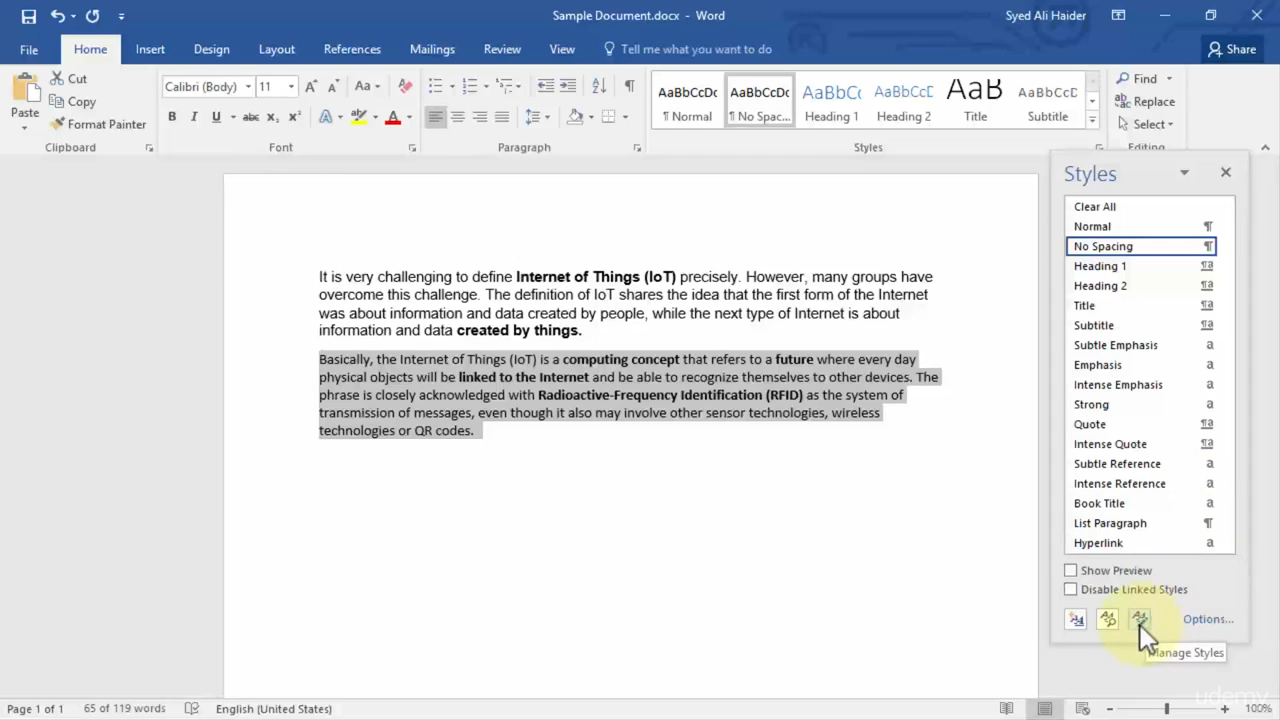 Sample Document.docx - Word
Syed Ali Haider
File Home Insert Design Layout References Mailings Review View Tell me what you want to do Share
Paste
Cut
Copy
Format Painter
Clipboard
Calibri (Body) 11
Font
Paragraph
AaBbCcDc AaBbCcDc AaBbC( AaBbCcE AaB AaBbCcC
¶ Normal ¶ No Spac... Heading 1 Heading 2 Title Subtitle
Styles
Find
Replace
Select
Editing
It is very challenging to define Internet of Things (IoT) precisely. However, many groups have
overcome this challenge. The definition of IoT shares the idea that the first form of the Internet
was about information and data created by people, while the next type of Internet is about
information and data created by things.
Basically, the Internet of Things (IoT) is a computing concept that refers to a future where every day
physical objects will be linked to the Internet and be able to recognize themselves to other devices. The
phrase is closely acknowledged with Radioactive-Frequency Identification (RFID) as the system of
transmission of messages, even though it also may involve other sensor technologies, wireless
technologies or QR codes.
Styles
Clear All
Normal ¶
No Spacing ¶
Heading 1 ¶a
Heading 2 ¶a
Title ¶a
Subtitle ¶a
Subtle Emphasis a
Emphasis a
Intense Emphasis a
Strong a
Quote ¶a
Intense Quote ¶a
Subtle Reference a
Intense Reference a
Book Title a
List Paragraph ¶
Hyperlink a
Show Preview
Disable Linked Styles
Options...
Manage Styles
udemy
Page 1 of 1 65 of 119 words English (United States) 100%